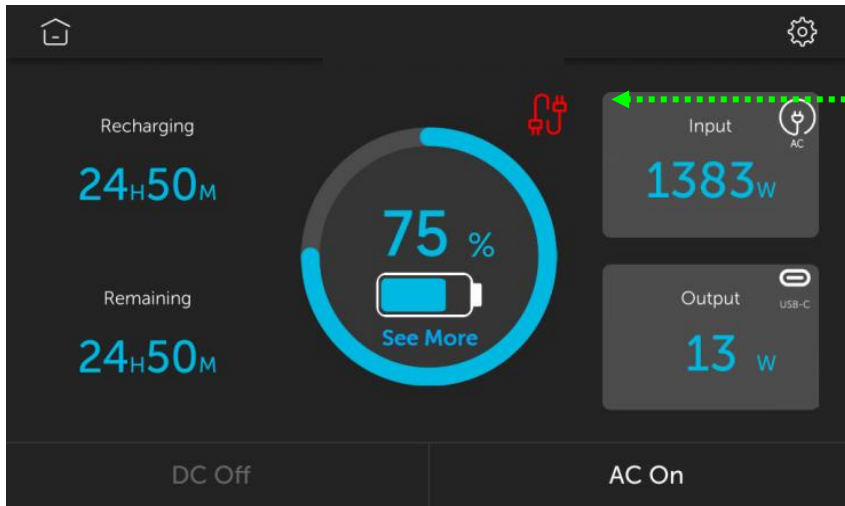 Recharging
24H50M
Remaining
24H50M
75 %
See More
Input
AC
1383W
Output
USB-C
13 W
DC Off
AC On